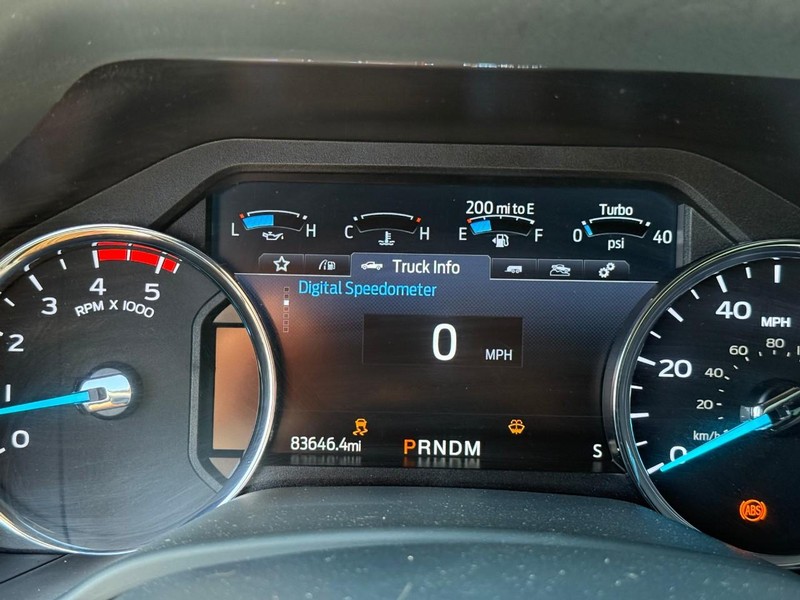 200 mi to E
Turbo
L H
C H
E F
0 40
psi
Truck Info
Digital Speedometer
0 MPH
83646.4mi
PRNDM
S
0
1
2
3
4
5
RPM X 1000
0
20
40
MPH
20
40
60
80
km/h
ABS